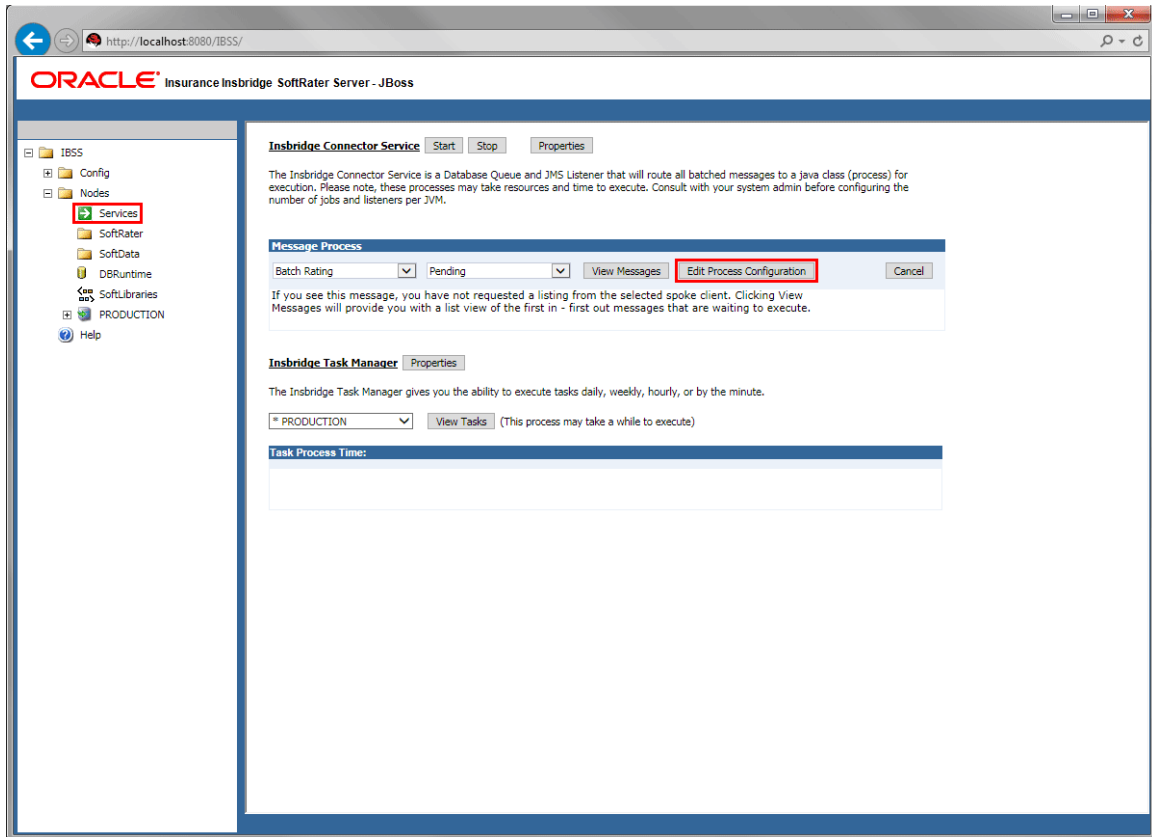 http://localhost:8080/IBSS/
ORACLE Insurance Insbridge SoftRater Server - JBoss
IBSS
Config
Nodes
Services
SoftRater
SoftData
DBRuntime
SoftLibraries
PRODUCTION
Help
Insbridge Connector Service Start Stop Properties
The Insbridge Connector Service is a Database Queue and JMS Listener that will route all batched messages to a java class (process) for
execution. Please note, these processes may take resources and time to execute. Consult with your system admin before configuring the
number of jobs and listeners per JVM.
Message Process
Batch Rating Pending View Messages Edit Process Configuration Cancel
If you see this message, you have not requested a listing from the selected spoke client. Clicking View
Messages will provide you with a list view of the first in - first out messages that are waiting to execute.
Insbridge Task Manager Properties
The Insbridge Task Manager gives you the ability to execute tasks daily, weekly, hourly, or by the minute.
* PRODUCTION View Tasks (This process may take a while to execute)
Task Process Time: